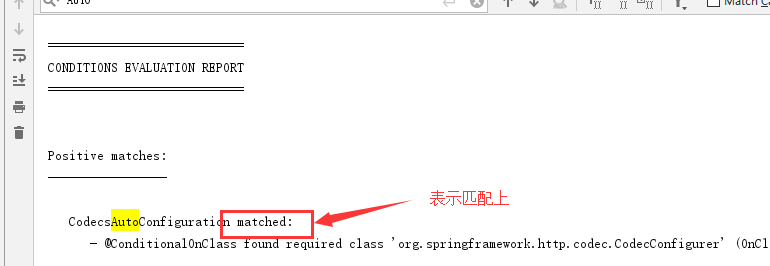 Auto
Match Ca
CONDITIONS EVALUATION REPORT
Positive matches:
表示匹配上
CodecsAutoConfiguration matched:
- @ConditionalOnClass found required class 'org.springframework.http.codec.CodecConfigurer' (OnCl